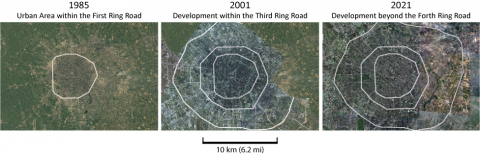 1985
Urban Area within the First Ring Road
2001
Development within the Third Ring Road
2021
Development beyond the Forth Ring Road
10 km (6.2 mi)